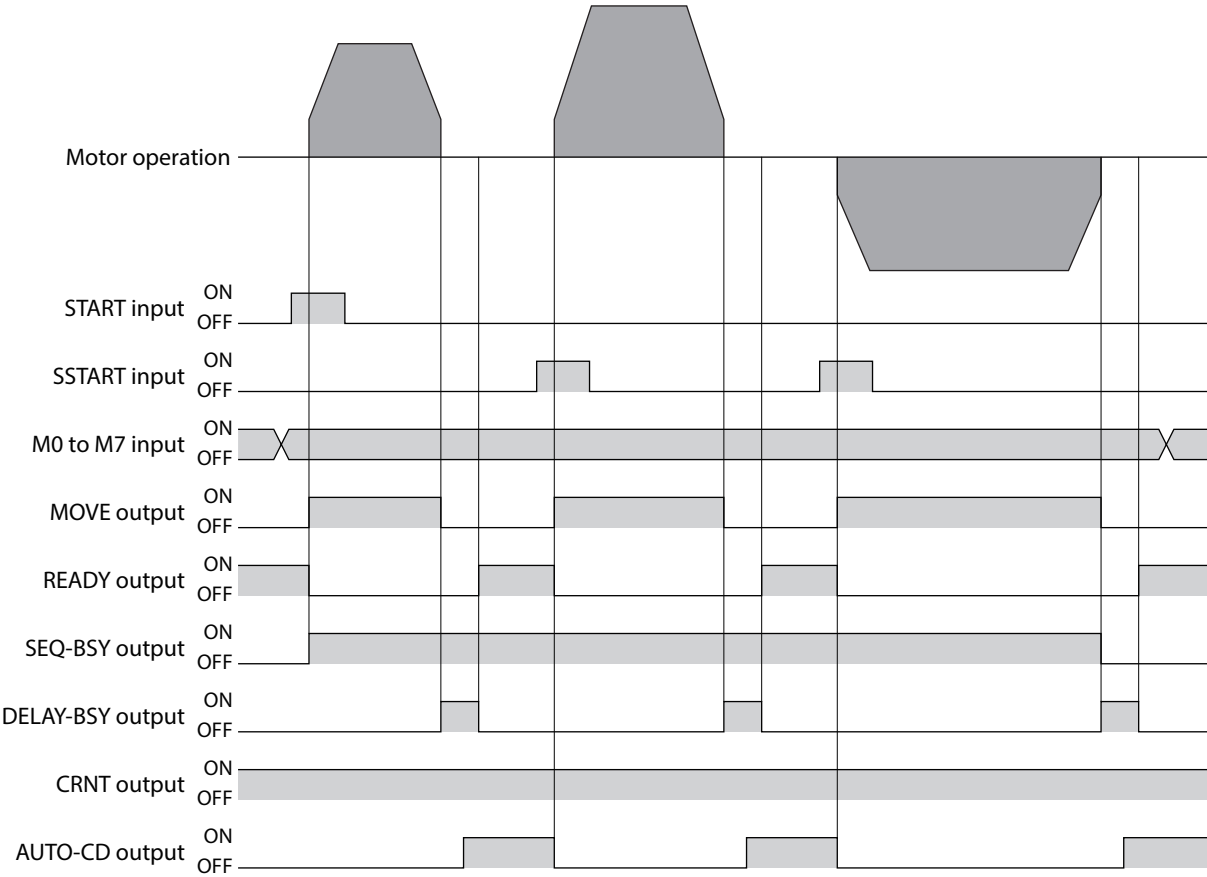 Motor operation
START input ON
OFF
SSTART input ON
OFF
M0 to M7 input ON
OFF
MOVE output ON
OFF
READY output ON
OFF
SEQ-BSY output ON
OFF
DELAY-BSY output ON
OFF
CRNT output ON
OFF
AUTO-CD output ON
OFF